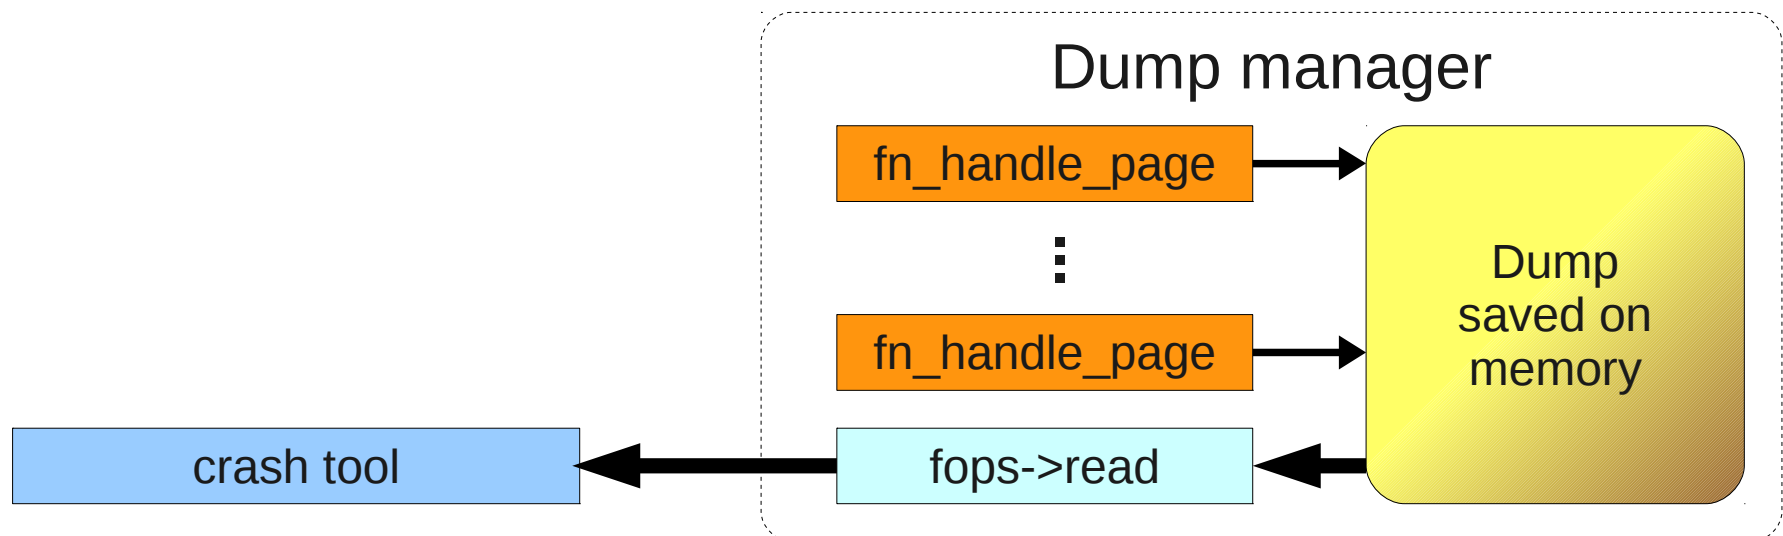 Dump manager
fn_handle_page
fn_handle_page
Dump
saved on
memory
crash tool
fops->read